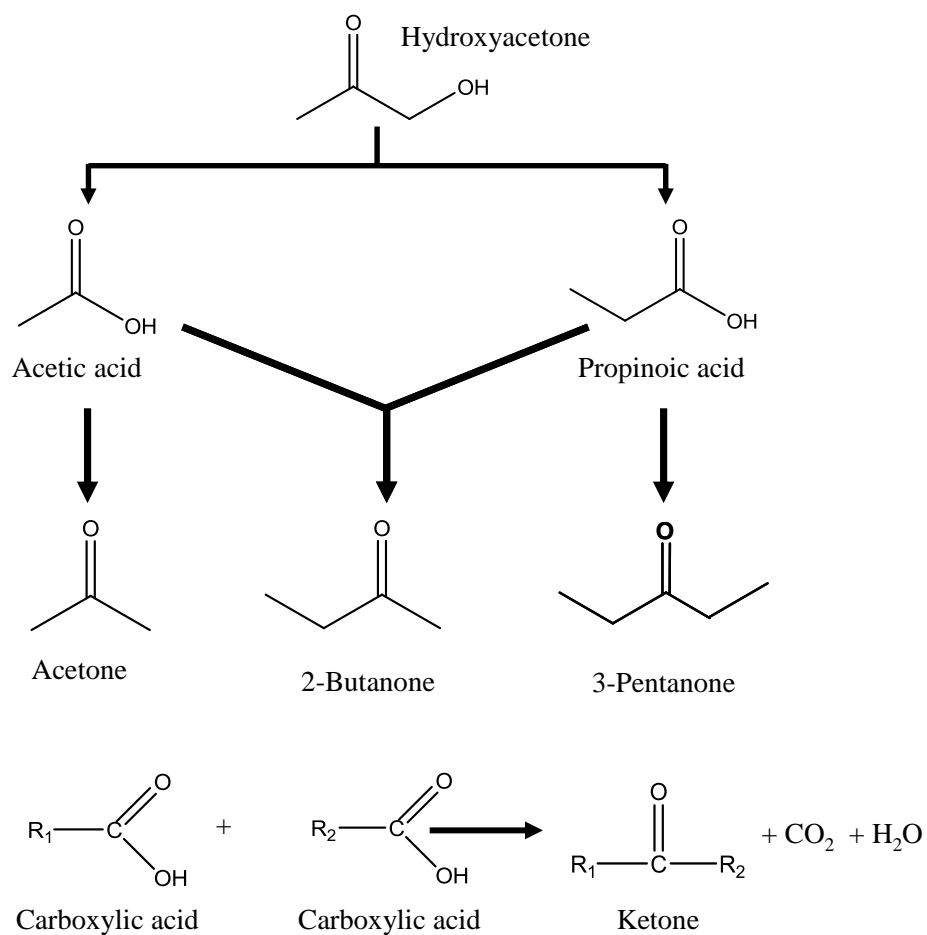 O
Hydroxyacetone
OH
O
O
OH
OH
Acetic acid
Propinoic acid
O
O
O
Acetone
2-Butanone
3-Pentanone
O
O
O
R₁ C
+
R₂ C
R₁ C R₂
+ CO₂ + H₂O
OH
OH
Carboxylic acid
Carboxylic acid
Ketone